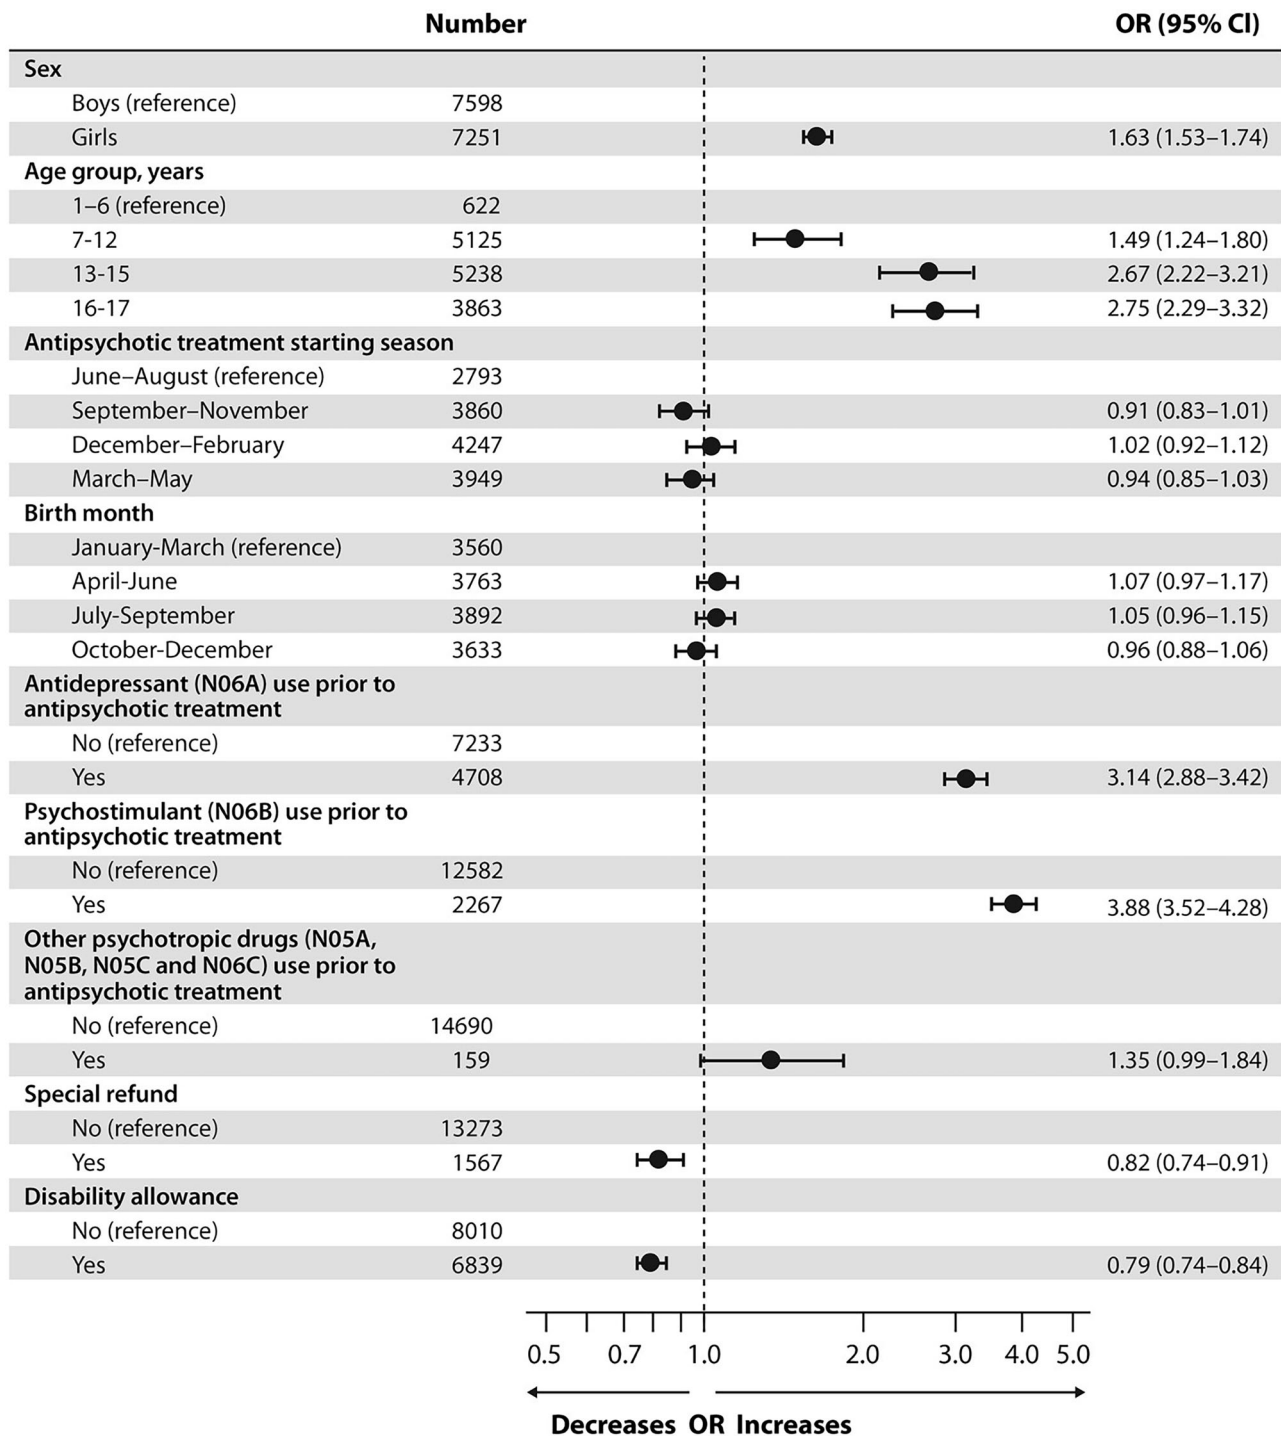 Number OR (95% CI)
Sex
Boys (reference) 7598
Girls 7251 1.63 (1.53–1.74)
Age group, years
1–6 (reference) 622
7-12 5125 1.49 (1.24–1.80)
13-15 5238 2.67 (2.22–3.21)
16-17 3863 2.75 (2.29–3.32)
Antipsychotic treatment starting season
June–August (reference) 2793
September–November 3860 0.91 (0.83–1.01)
December–February 4247 1.02 (0.92–1.12)
March–May 3949 0.94 (0.85–1.03)
Birth month
January-March (reference) 3560
April-June 3763 1.07 (0.97–1.17)
July-September 3892 1.05 (0.96–1.15)
October-December 3633 0.96 (0.88–1.06)
Antidepressant (N06A) use prior to
antipsychotic treatment
No (reference) 7233
Yes 4708 3.14 (2.88–3.42)
Psychostimulant (N06B) use prior to
antipsychotic treatment
No (reference) 12582
Yes 2267 3.88 (3.52–4.28)
Other psychotropic drugs (N05A,
N05B, N05C and N06C) use prior to
antipsychotic treatment
No (reference) 14690
Yes 159 1.35 (0.99–1.84)
Special refund
No (reference) 13273
Yes 1567 0.82 (0.74–0.91)
Disability allowance
No (reference) 8010
Yes 6839 0.79 (0.74–0.84)
0.5 0.7 1.0 2.0 3.0 4.0 5.0
Decreases OR Increases